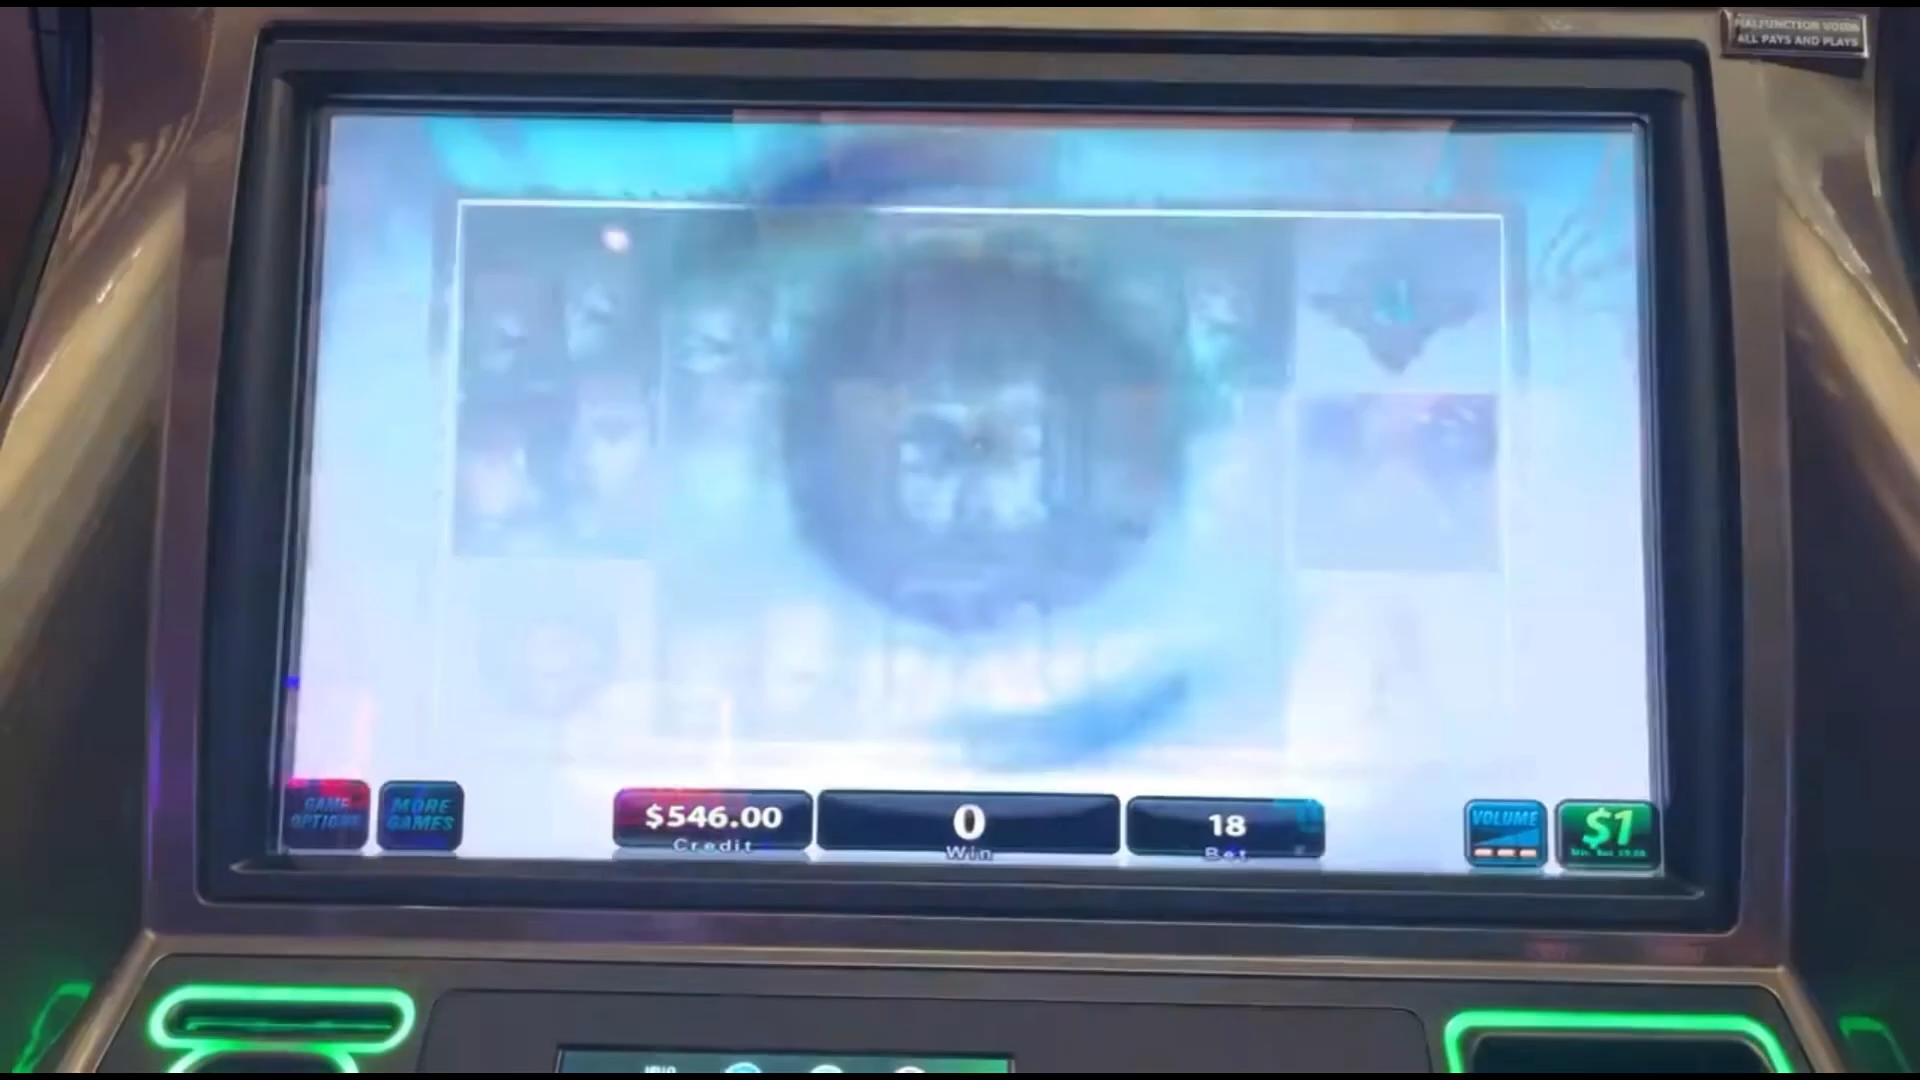 MALFUNCTION VOIDS
ALL PAYS AND PLAYS
GAME
OPTIONS
MORE
GAMES
$546.00
Credit
0
Win
18
Bet
VOLUME
$1